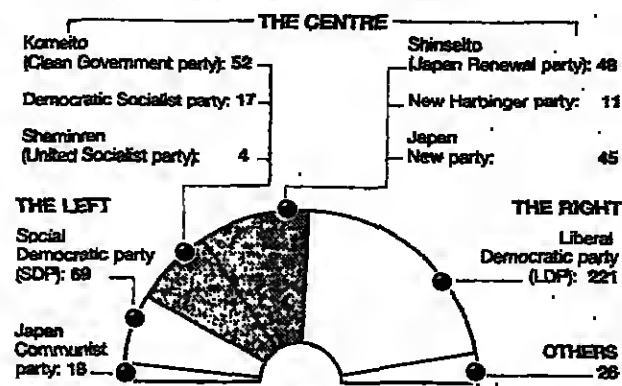 THE CENTRE
Komeito
(Clean Government party): 52
Democratic Socialist party: 17
Shaminren
(United Socialist party): 4
Shinseito
(Japan Renewal party): 48
New Harbinger party: 11
Japan
New party: 45
THE LEFT
Social
Democratic party
(SDP): 69
Japan
Communist
party: 18
THE RIGHT
Liberal
Democratic party
(LDP): 221
OTHERS
26